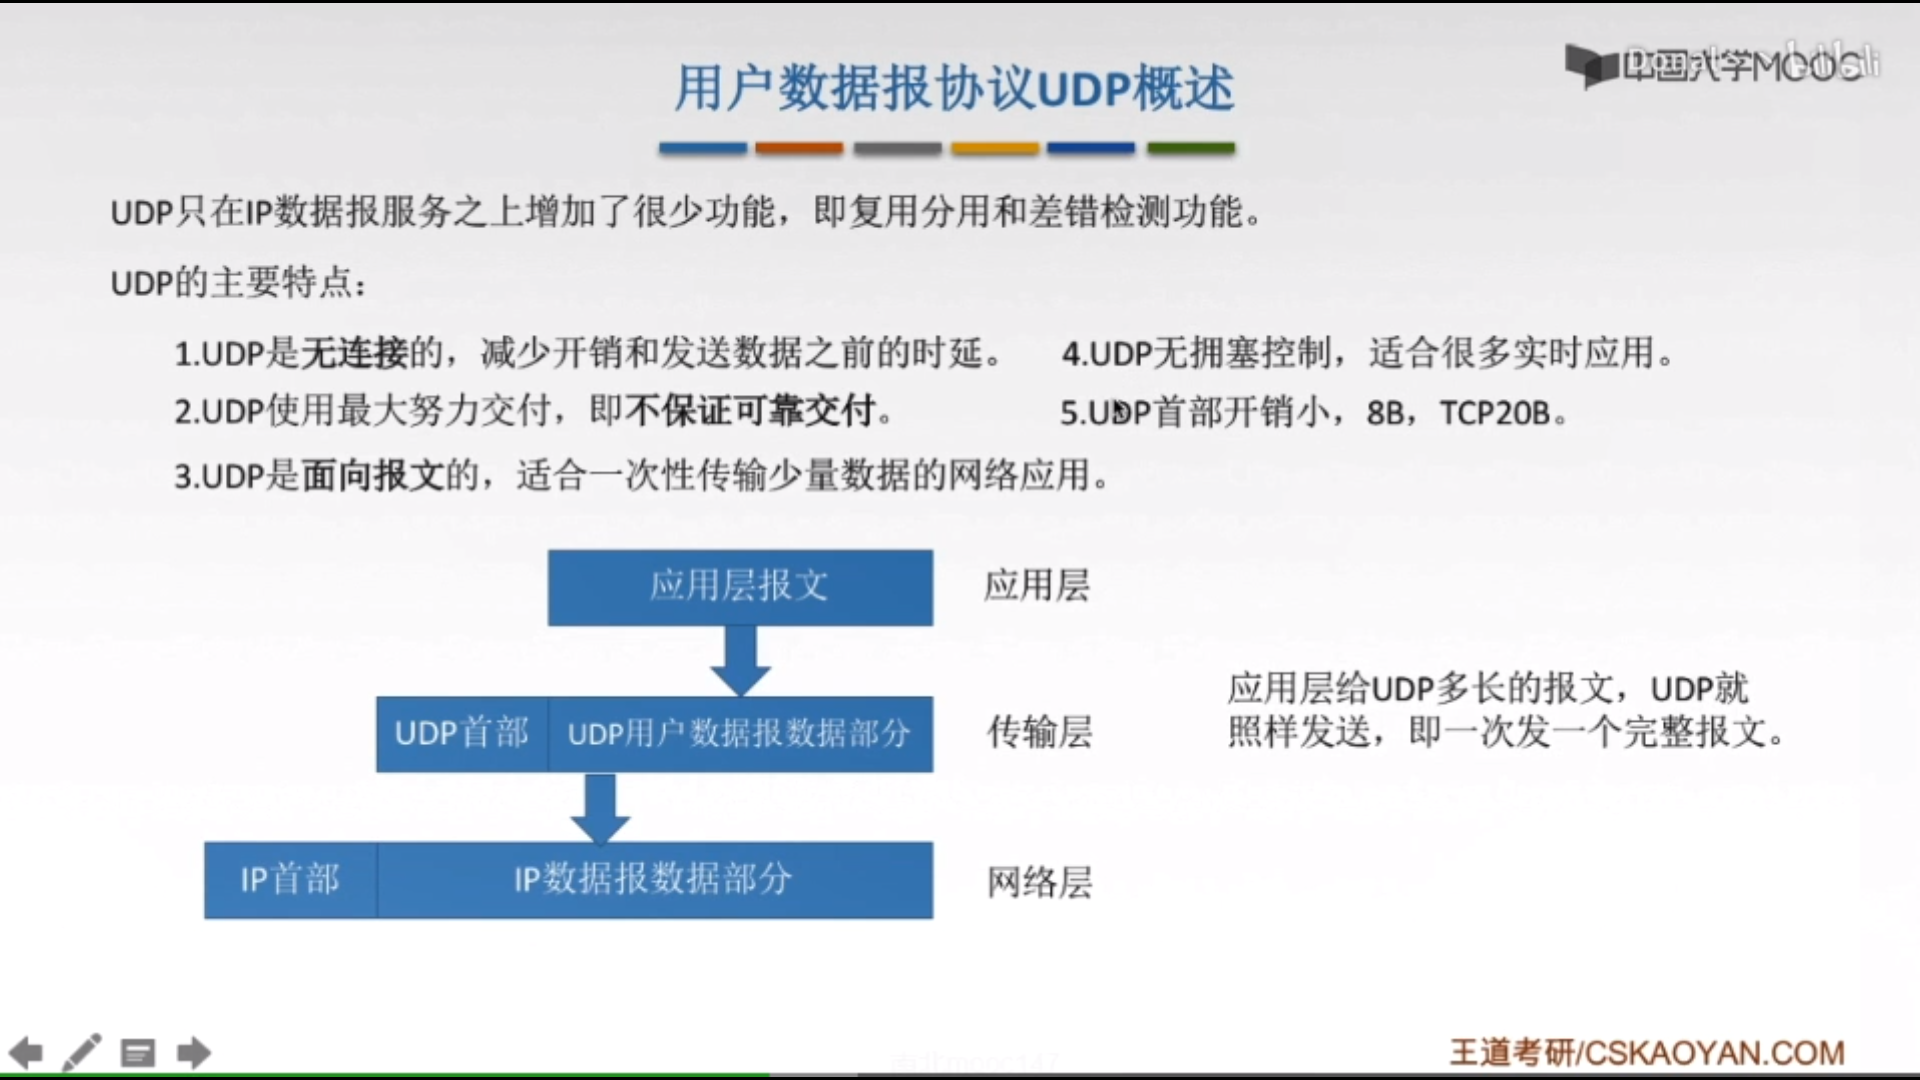 用户数据报协议UDP概述
中国大学MOOC
UDP只在IP数据报服务之上增加了很少功能，即复用分用和差错检测功能。
UDP的主要特点：
1.UDP是无连接的，减少开销和发送数据之前的时延。
2.UDP使用最大努力交付，即不保证可靠交付。
3.UDP是面向报文的，适合一次性传输少量数据的网络应用。
4.UDP无拥塞控制，适合很多实时应用。
5.UDP首部开销小，8B，TCP20B。
应用层报文 应用层
UDP首部 UDP用户数据报数据部分 传输层
应用层给UDP多长的报文，UDP就
照样发送，即一次发一个完整报文。
IP首部 IP数据报数据部分 网络层
王道考研/CSKAOYAN.COM